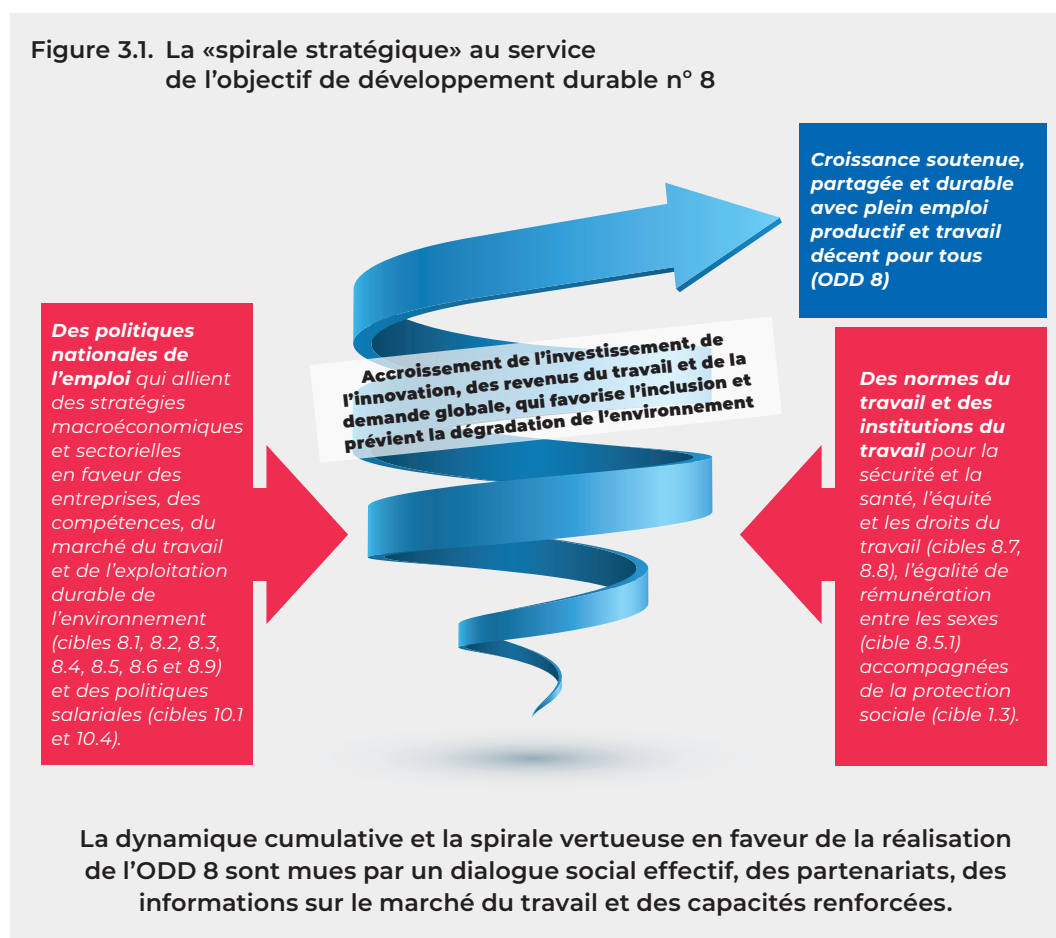 Figure 3.1. La «spirale stratégique» au service
de l’objectif de développement durable n° 8
Croissance soutenue,
partagée et durable
avec plein emploi
productif et travail
décent pour tous
(ODD 8)
Des politiques
nationales de
l’emploi qui allient
des stratégies
macroéconomiques
et sectorielles
en faveur des
entreprises, des
compétences, du
marché du travail
et de l’exploitation
durable de
l’environnement
(cibles 8.1, 8.2, 8.3,
8.4, 8.5, 8.6 et 8.9)
et des politiques
salariales (cibles 10.1
et 10.4).
Accroissement de l’investissement, de
l’innovation, des revenus du travail et de la
demande globale, qui favorise l’inclusion et
prévient la dégradation de l’environnement
Des normes du
travail et des
institutions du
travail pour la
sécurité et la
santé, l’équité
et les droits du
travail (cibles 8.7,
8.8), l’égalité de
rémunération
entre les sexes
(cible 8.5.1)
accompagnées
de la protection
sociale (cible 1.3).
La dynamique cumulative et la spirale vertueuse en faveur de la réalisation
de l’ODD 8 sont mues par un dialogue social effectif, des partenariats, des
informations sur le marché du travail et des capacités renforcées.